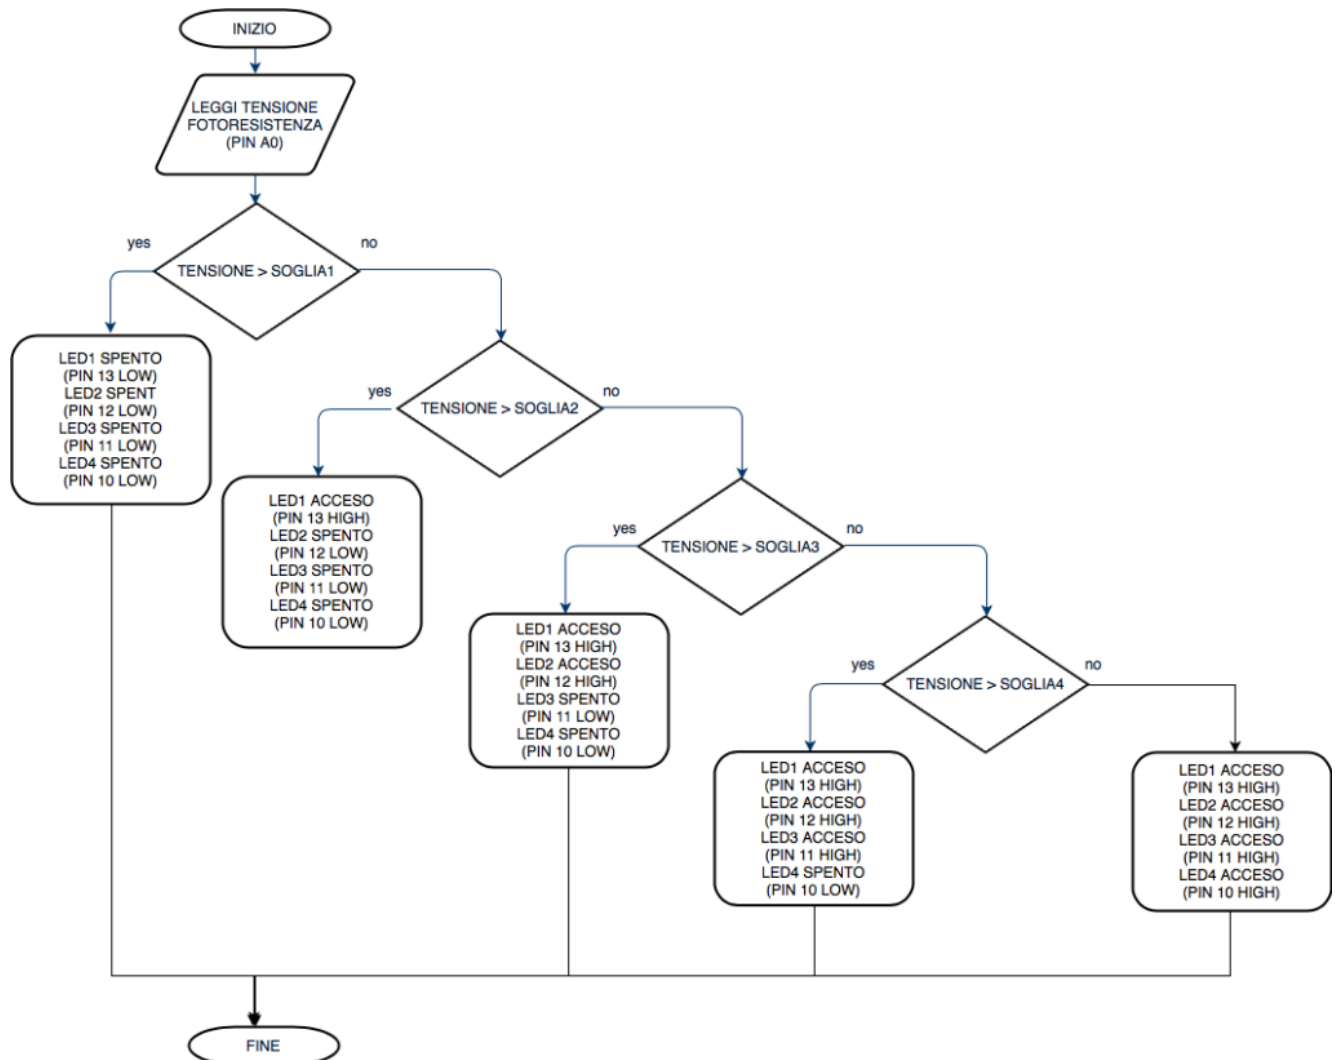 INIZIO
LEGGI TENSIONE
FOTORESISTENZA
(PIN A0)
yes
no
TENSIONE > SOGLIA1
LED1 SPENTO
(PIN 13 LOW)
LED2 SPENT
(PIN 12 LOW)
LED3 SPENTO
(PIN 11 LOW)
LED4 SPENTO
(PIN 10 LOW)
yes
no
TENSIONE > SOGLIA2
LED1 ACCESO
(PIN 13 HIGH)
LED2 SPENTO
(PIN 12 LOW)
LED3 SPENTO
(PIN 11 LOW)
LED4 SPENTO
(PIN 10 LOW)
yes
no
TENSIONE > SOGLIA3
LED1 ACCESO
(PIN 13 HIGH)
LED2 ACCESO
(PIN 12 HIGH)
LED3 SPENTO
(PIN 11 LOW)
LED4 SPENTO
(PIN 10 LOW)
yes
no
TENSIONE > SOGLIA4
LED1 ACCESO
(PIN 13 HIGH)
LED2 ACCESO
(PIN 12 HIGH)
LED3 ACCESO
(PIN 11 HIGH)
LED4 SPENTO
(PIN 10 LOW)
LED1 ACCESO
(PIN 13 HIGH)
LED2 ACCESO
(PIN 12 HIGH)
LED3 ACCESO
(PIN 11 HIGH)
LED4 ACCESO
(PIN 10 HIGH)
FINE